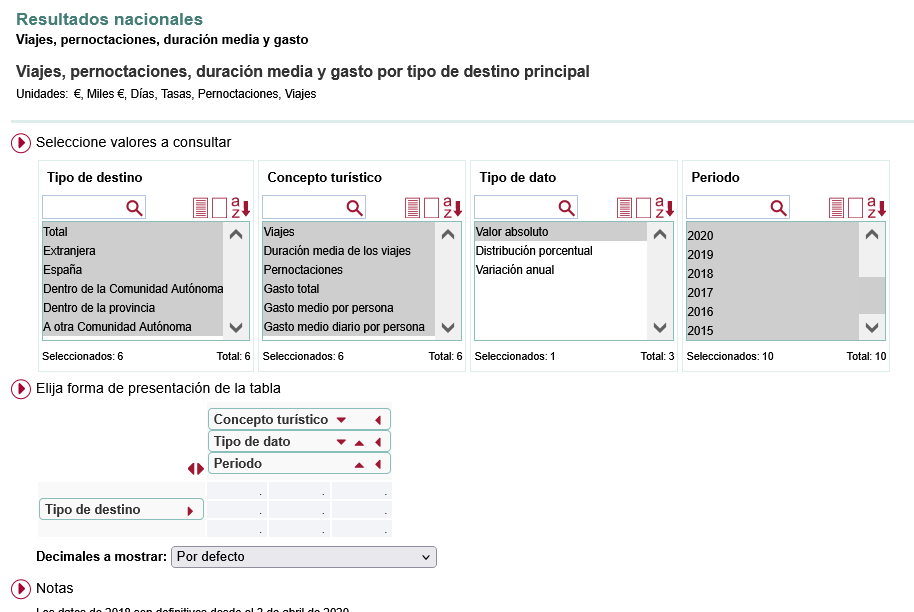 Resultados nacionales
Viajes, pernoctaciones, duración media y gasto
Viajes, pernoctaciones, duración media y gasto por tipo de destino principal
Unidades: €, Miles €, Días, Tasas, Pernoctaciones, Viajes
Seleccione valores a consultar
Tipo de destino
Total
Extranjera
España
Dentro de la Comunidad Autónoma
Dentro de la provincia
A otra Comunidad Autónoma
Seleccionados: 6 Total: 6
Concepto turístico
Viajes
Duración media de los viajes
Pernoctaciones
Gasto total
Gasto medio por persona
Gasto medio diario por persona
Seleccionados: 6 Total: 6
Tipo de dato
Valor absoluto
Distribución porcentual
Variación anual
Seleccionados: 1 Total: 3
Periodo
2020
2019
2018
2017
2016
2015
Seleccionados: 10 Total: 10
Elija forma de presentación de la tabla
Concepto turístico
Tipo de dato
Periodo
Tipo de destino
Decimales a mostrar: Por defecto
Notas
Los datos de 2018 son definitivos desde el 3 de abril de 2020